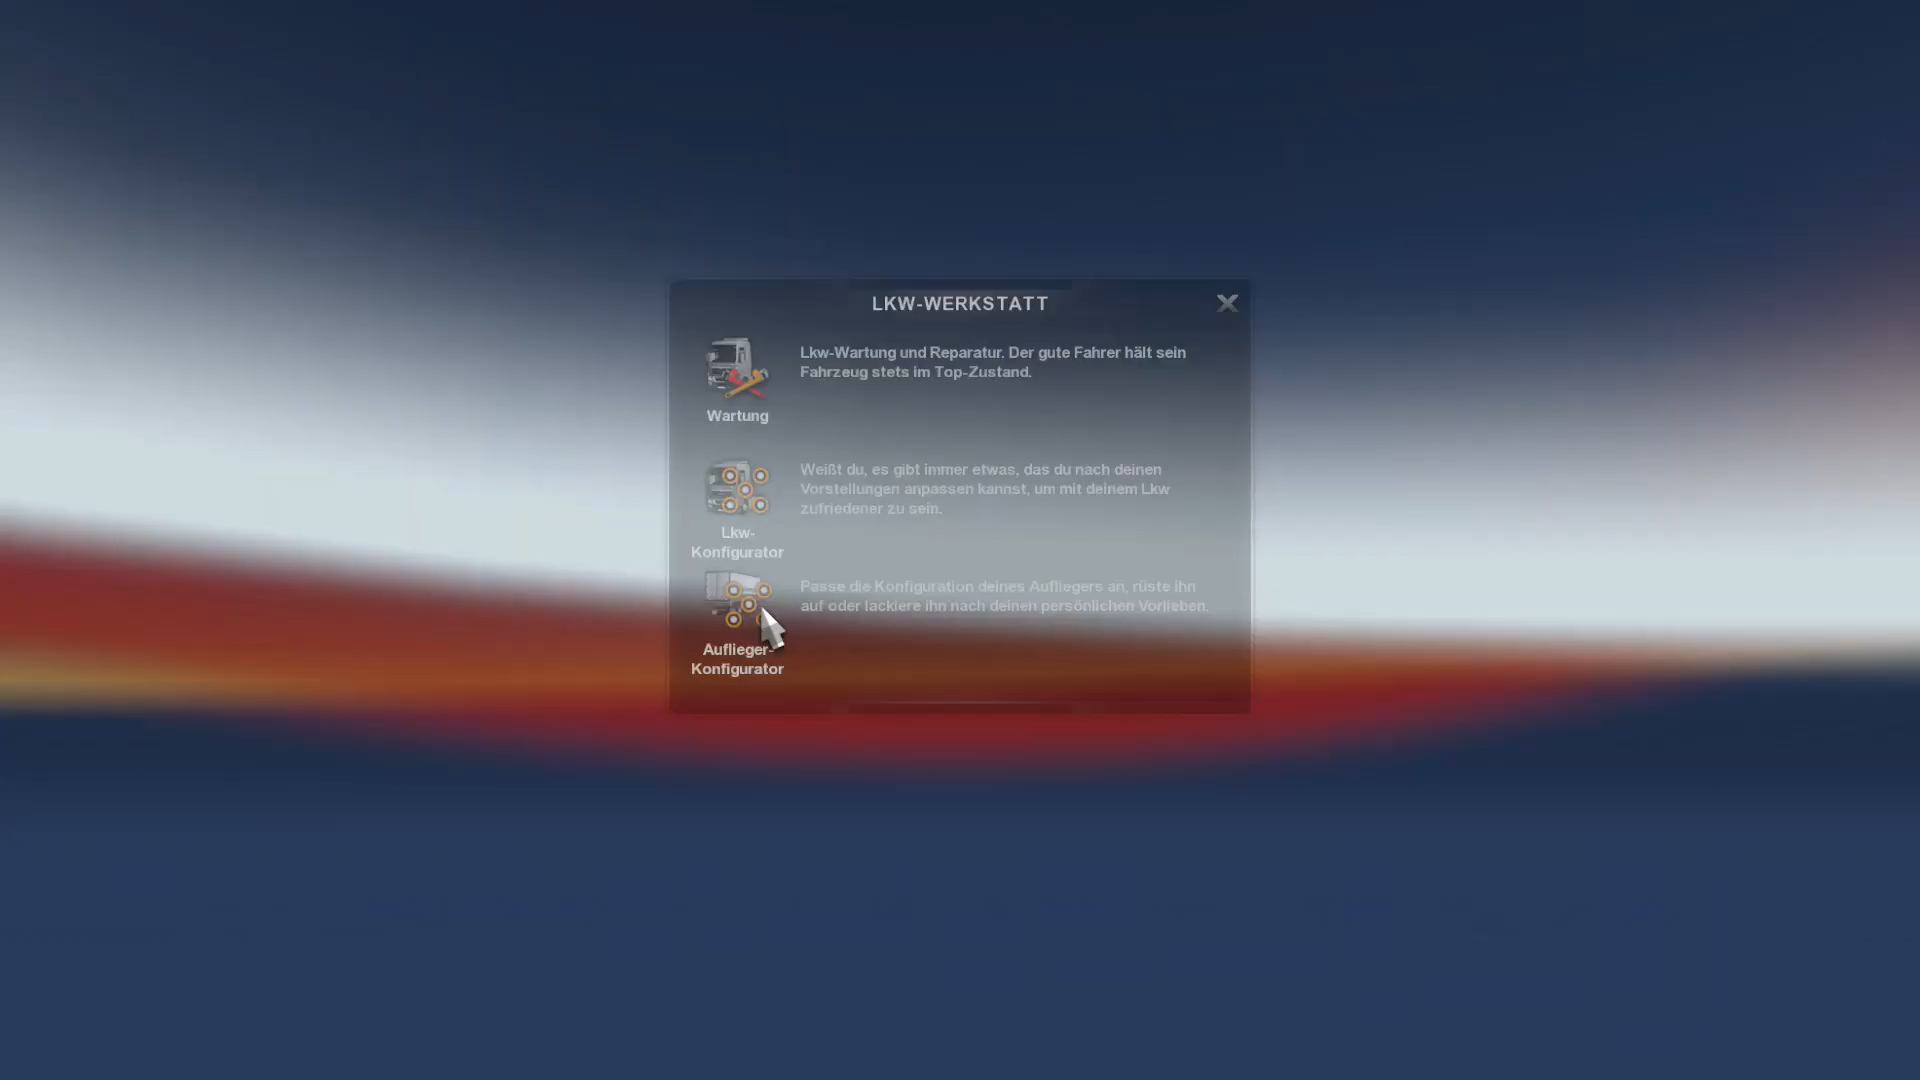 LKW-WERKSTATT
Lkw-Wartung und Reparatur. Der gute Fahrer hält sein
Fahrzeug stets im Top-Zustand.
Wartung
Weißt du, es gibt immer etwas, das du nach deinen
Vorstellungen anpassen kannst, um mit deinem Lkw
zufriedener zu sein.
Lkw-
Konfigurator
Passe die Konfiguration deines Aufliegers an, rüste ihn
auf oder lackiere ihn nach deinen persönlichen Vorlieben.
Auflieger-
Konfigurator